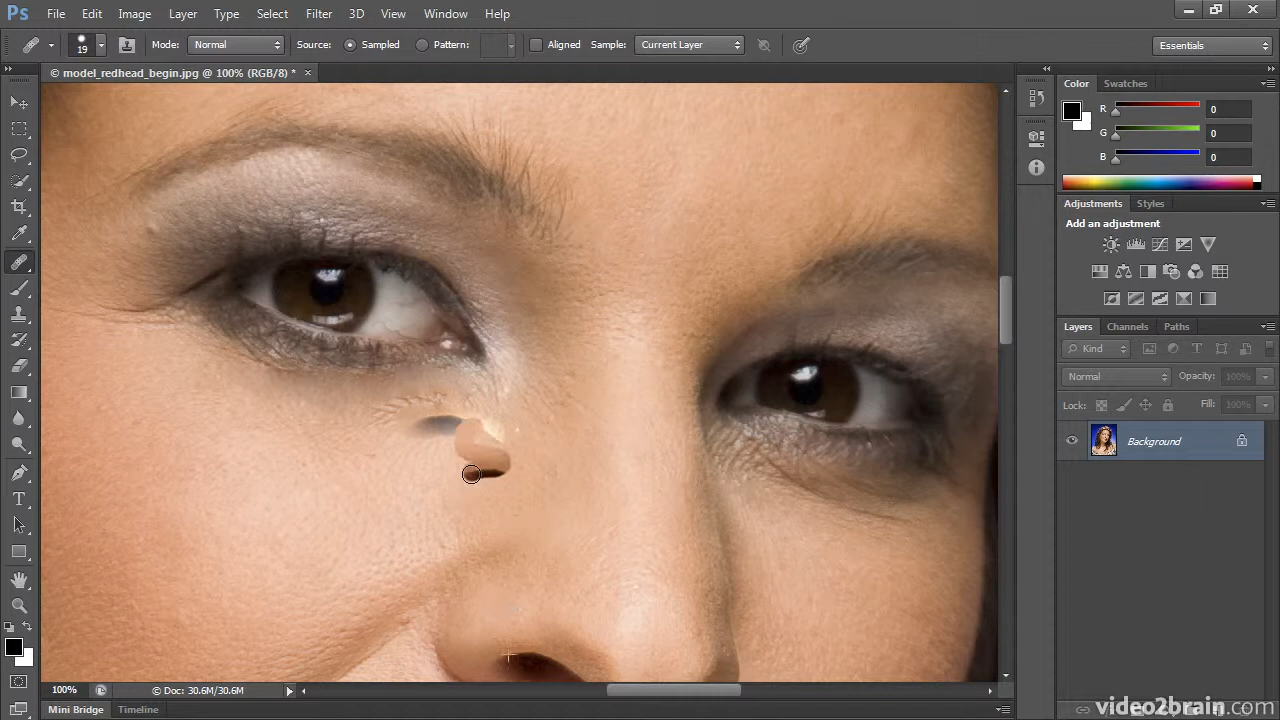 Ps File Edit Image Layer Type Select Filter 3D View Window Help
19 Mode: Normal Source: Sampled Pattern: Aligned Sample: Current Layer Essentials
© model_redhead_begin.jpg @ 100% (RGB/8) * ×
Color Swatches
R 0
G 0
B 0
Adjustments Styles
Add an adjustment
Layers Channels Paths
Kind
Normal Opacity: 100%
Lock: Fill: 100%
Background
100% © Doc: 30.6M/30.6M
Mini Bridge Timeline
video2brain.com